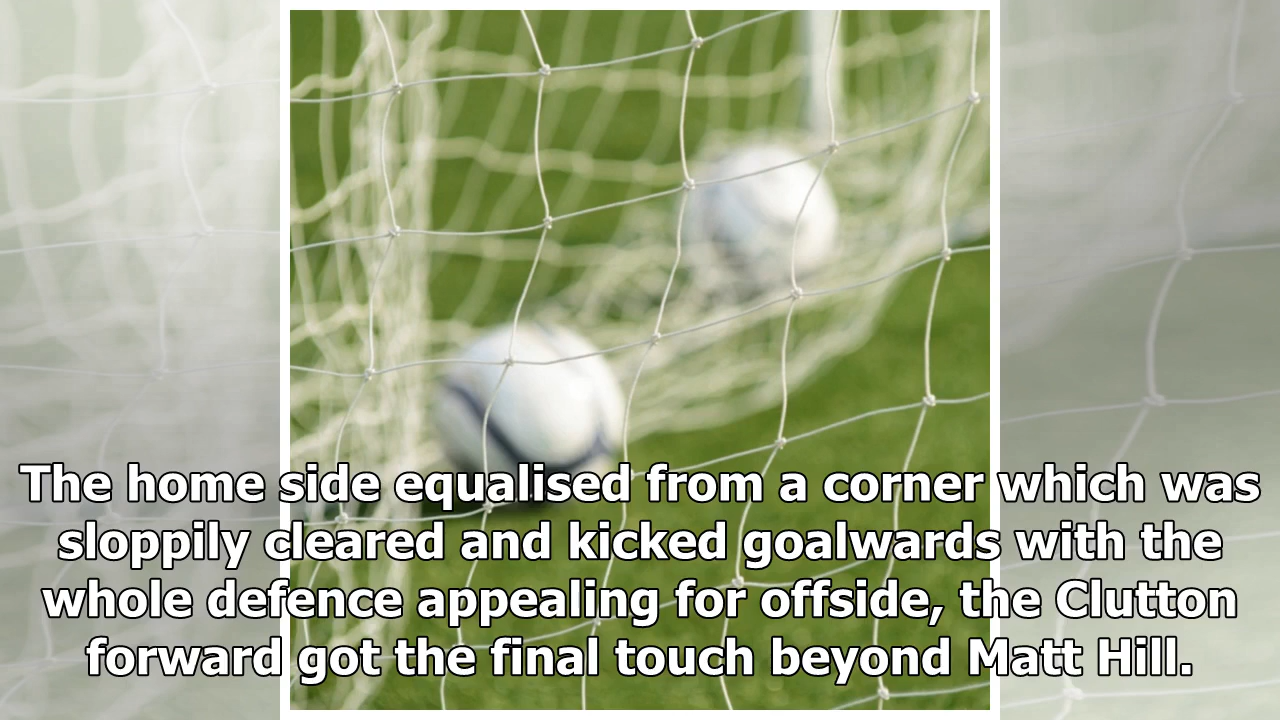 The home side equalised from a corner which was
sloppily cleared and kicked goalwards with the
whole defence appealing for offside, the Clutton
forward got the final touch beyond Matt Hill.